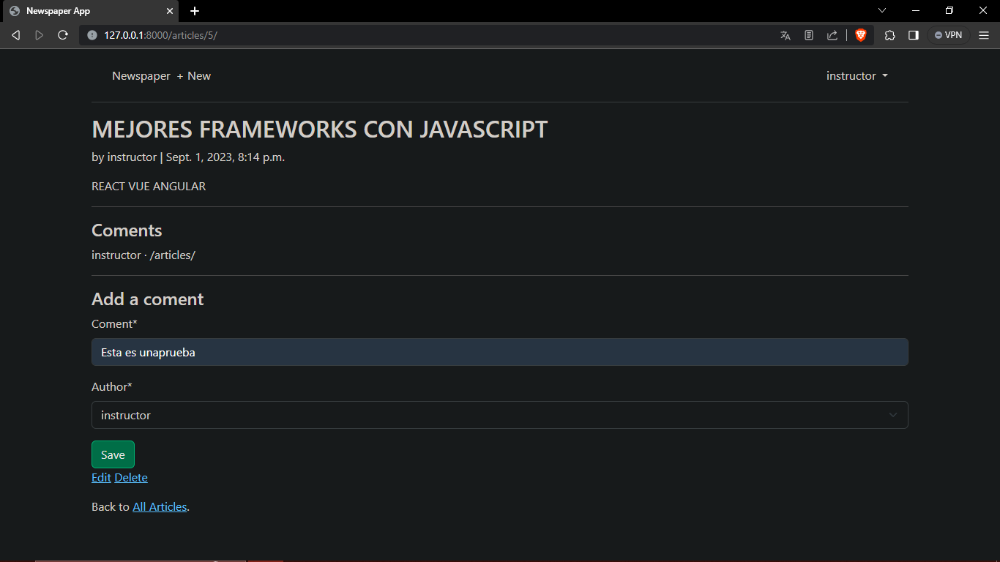 Newspaper App
127.0.0.1:8000/articles/5/
VPN
Newspaper + New
instructor
MEJORES FRAMEWORKS CON JAVASCRIPT
by instructor | Sept. 1, 2023, 8:14 p.m.
REACT VUE ANGULAR
Coments
instructor · /articles/
Add a coment
Coment*
Esta es unaprueba
Author*
instructor
Save
Edit Delete
Back to All Articles.